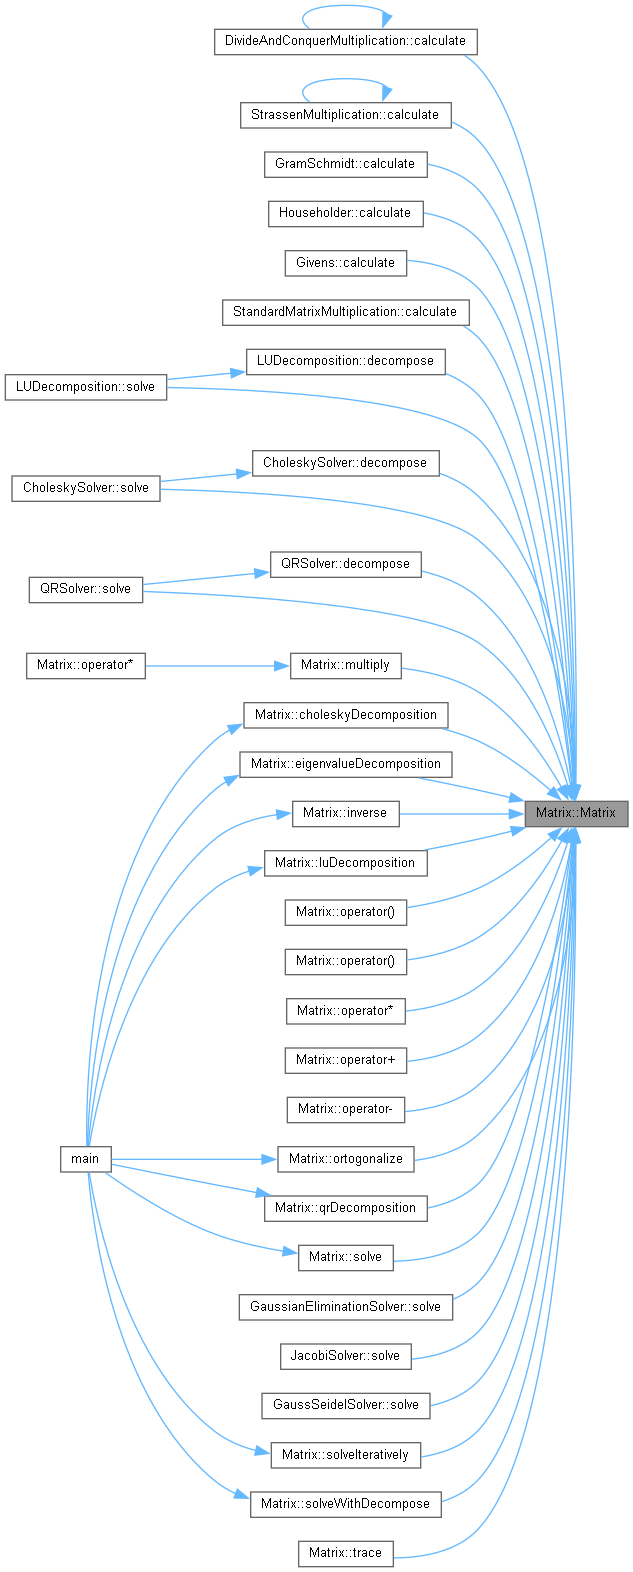 DivideAndConquerMultiplication::calculate
StrassenMultiplication::calculate
GramSchmidt::calculate
Householder::calculate
Givens::calculate
StandardMatrixMultiplication::calculate
LUDecomposition::decompose
LUDecomposition::solve
CholeskySolver::decompose
CholeskySolver::solve
QRSolver::decompose
QRSolver::solve
Matrix::operator*
Matrix::multiply
Matrix::choleskyDecomposition
Matrix::eigenvalueDecomposition
Matrix::inverse
Matrix::Matrix
Matrix::luDecomposition
Matrix::operator()
Matrix::operator()
Matrix::operator*
Matrix::operator+
Matrix::operator-
main
Matrix::ortogonalize
Matrix::qrDecomposition
Matrix::solve
GaussianEliminationSolver::solve
JacobiSolver::solve
GaussSeidelSolver::solve
Matrix::solveIteratively
Matrix::solveWithDecompose
Matrix::trace